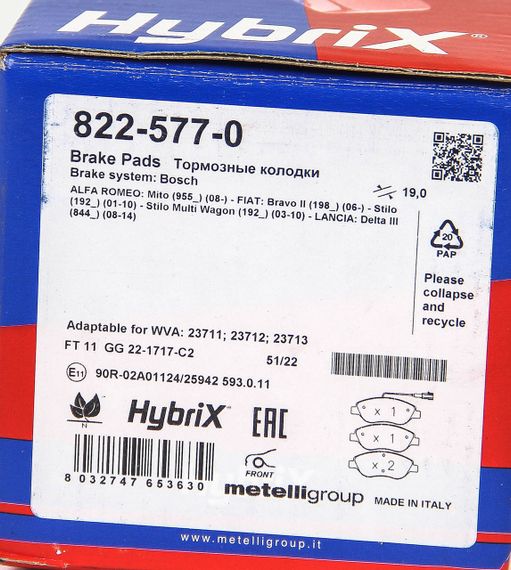 HybriX®
822-577-0
Brake Pads Тормозные колодки
Brake system: Bosch
19,0
ALFA ROMEO: Mito (955_) (08-) - FIAT: Bravo II (198_) (06-) - Stilo
(192_) (01-10) - Stilo Multi Wagon (192_) (03-10) - LANCIA: Delta III
(844_) (08-14)
20
PAP
Please
collapse
and
recycle
Adaptable for WVA: 23711; 23712; 23713
FT 11 GG 22-1717-C2
51/22
E11 90R-02A01124/25942 593.0.11
N
HybriX
EAC
x 1
x 1
x 2
FRONT
8 032747 653630
metelligroup
MADE IN ITALY
www.metelligroup.it